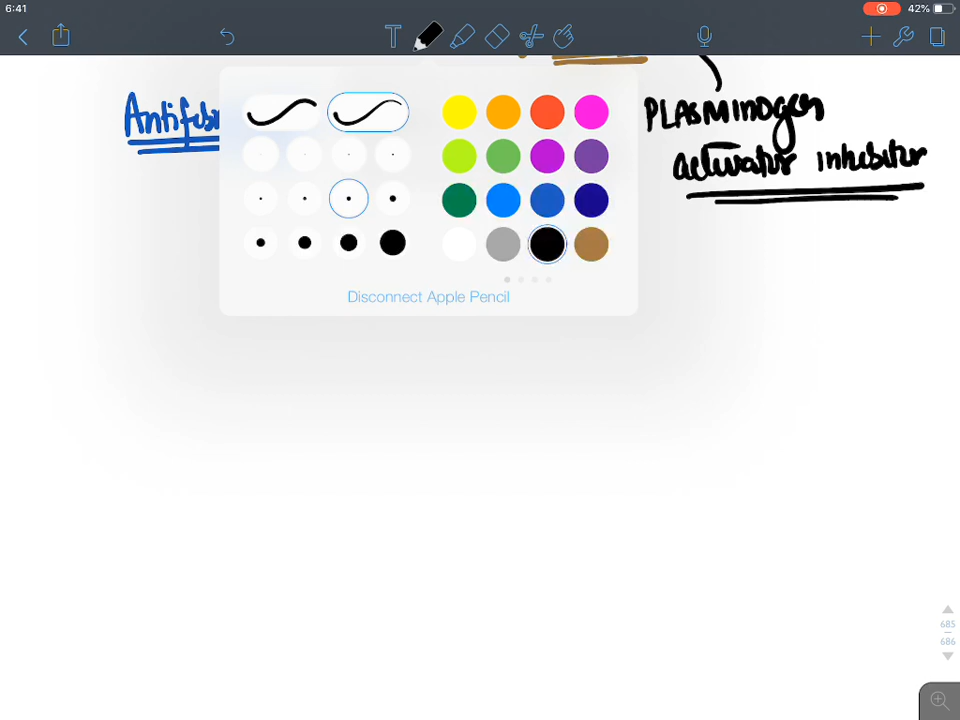 6:41
42%
T
PLASMINOGEN
activator inhibitor
685
686
Disconnect Apple Pencil